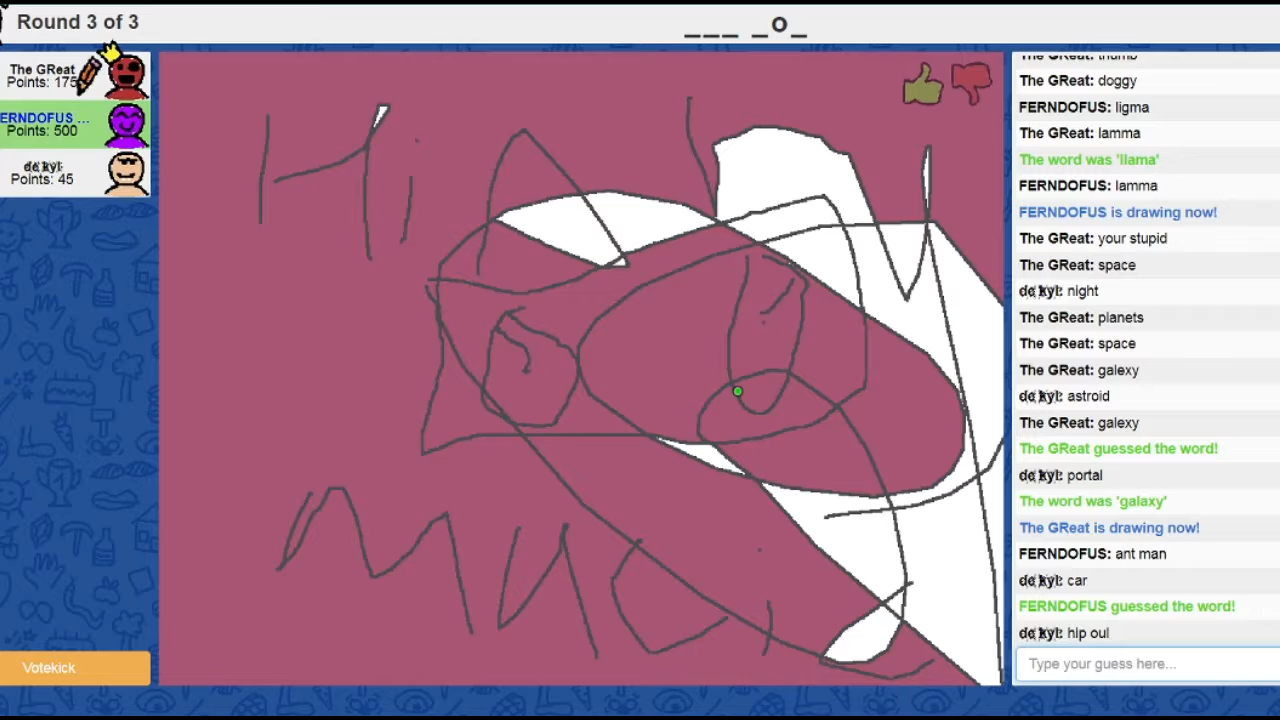 Round 3 of 3
___ _o_
The GReat
Points: 175
FERNDOFUS ...
Points: 500
Points: 45
Votekick
Hi
The GReat: thumb
The GReat: doggy
FERNDOFUS: ligma
The GReat: lamma
The word was 'llama'
FERNDOFUS: lamma
FERNDOFUS is drawing now!
The GReat: your stupid
The GReat: space
night
The GReat: planets
The GReat: space
The GReat: galexy
astroid
The GReat: galexy
The GReat guessed the word!
portal
The word was 'galaxy'
The GReat is drawing now!
FERNDOFUS: ant man
car
FERNDOFUS guessed the word!
hip oul
Type your guess here...